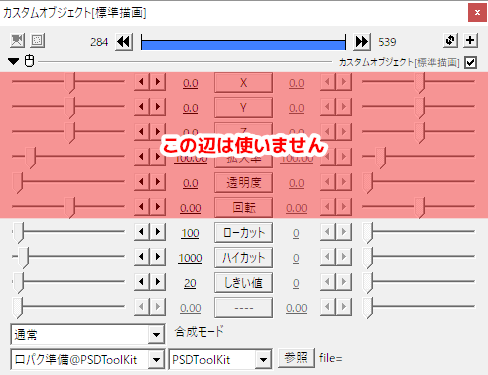 カスタムオブジェクト[標準描画]
284 539
カスタムオブジェクト[標準描画]
0.0 X 0.0
0.0 Y 0.0
0.0 Z 0.0
この辺は使いません
100.00 拡大率 100.00
0.0 透明度 0.0
0.00 回転 0.00
100 ローカット 0
1000 ハイカット 0
20 しきい値 0
0.00 ---- 0.00
通常 合成モード
口パク準備@PSDToolKit PSDToolKit 参照 file=